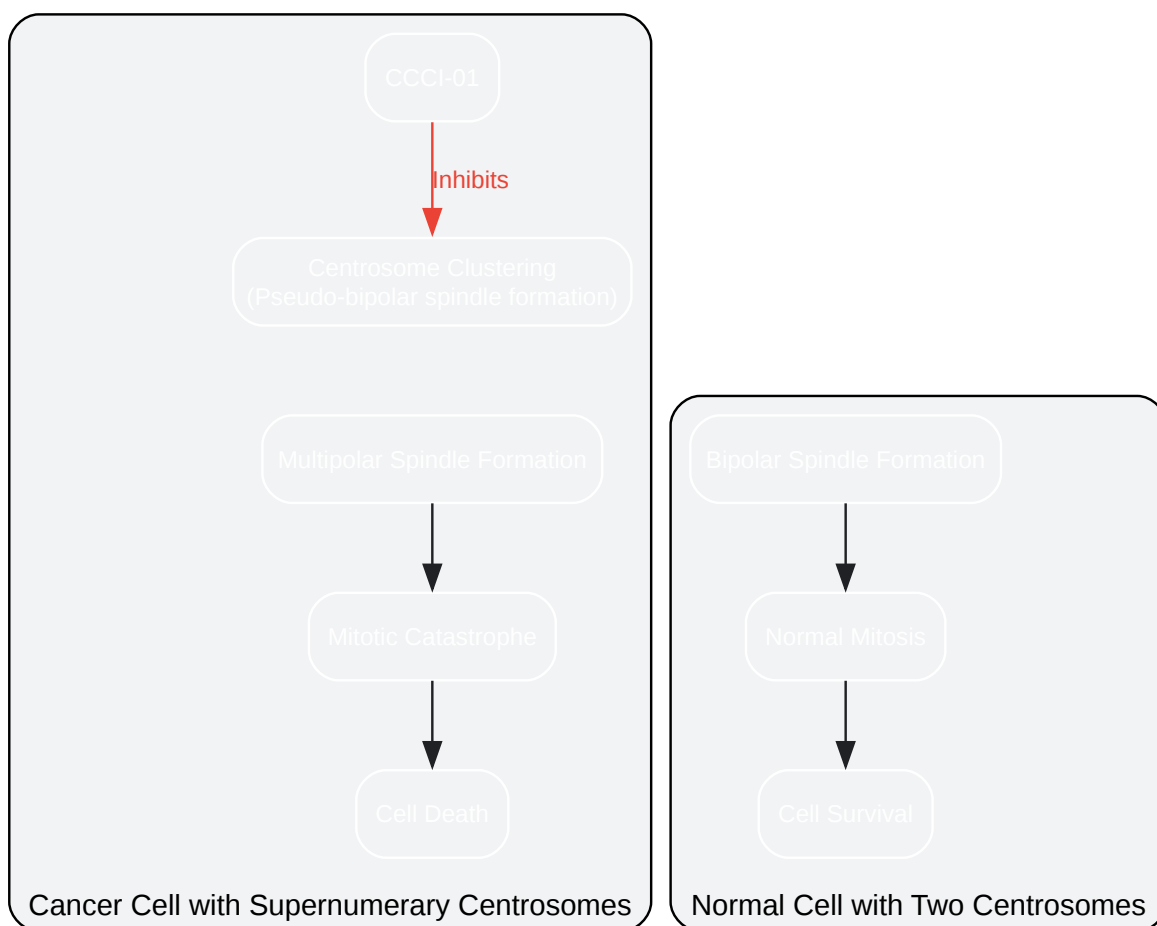 CCCI-01
Inhibits
Centrosome Clustering
(Pseudo-bipolar spindle formation)
Multipolar Spindle Formation
Mitotic Catastrophe
Cell Death
Cancer Cell with Supernumerary Centrosomes
Bipolar Spindle Formation
Normal Mitosis
Cell Survival
Normal Cell with Two Centrosomes